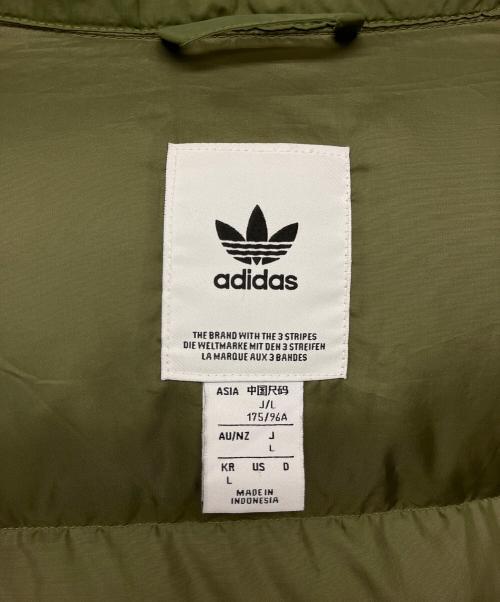 adidas
THE BRAND WITH THE 3 STRIPES
DIE WELTMARKE MIT DEN 3 STREIFEN
LA MARQUE AUX 3 BANDES
ASIA 中国尺码
J/L
175/96A
AU/NZ J
L
KR US D
L
MADE IN
INDONESIA